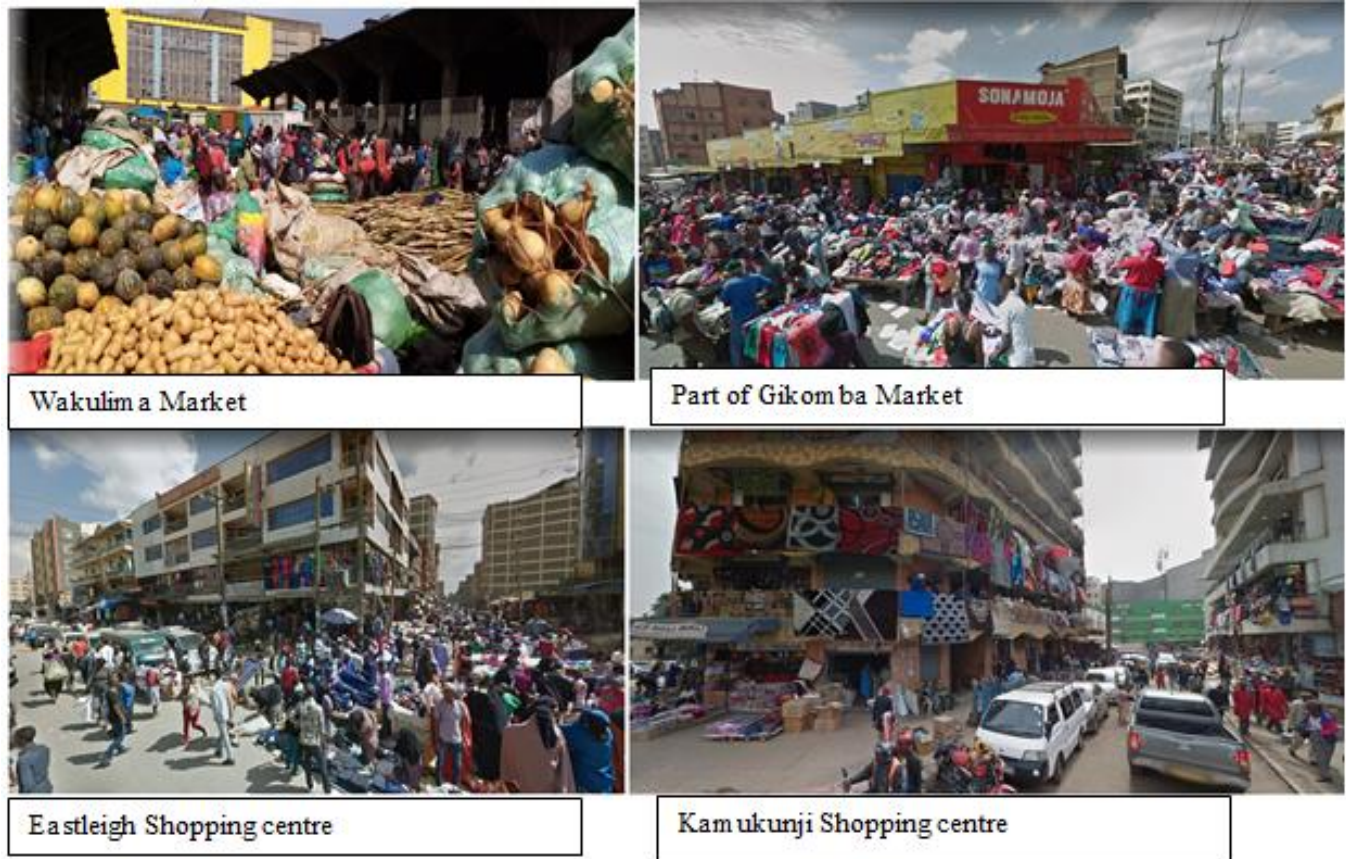 SONAMOJA
Wakulima Market
Part of Gikomba Market
Eastleigh Shopping centre
Kamukunji Shopping centre